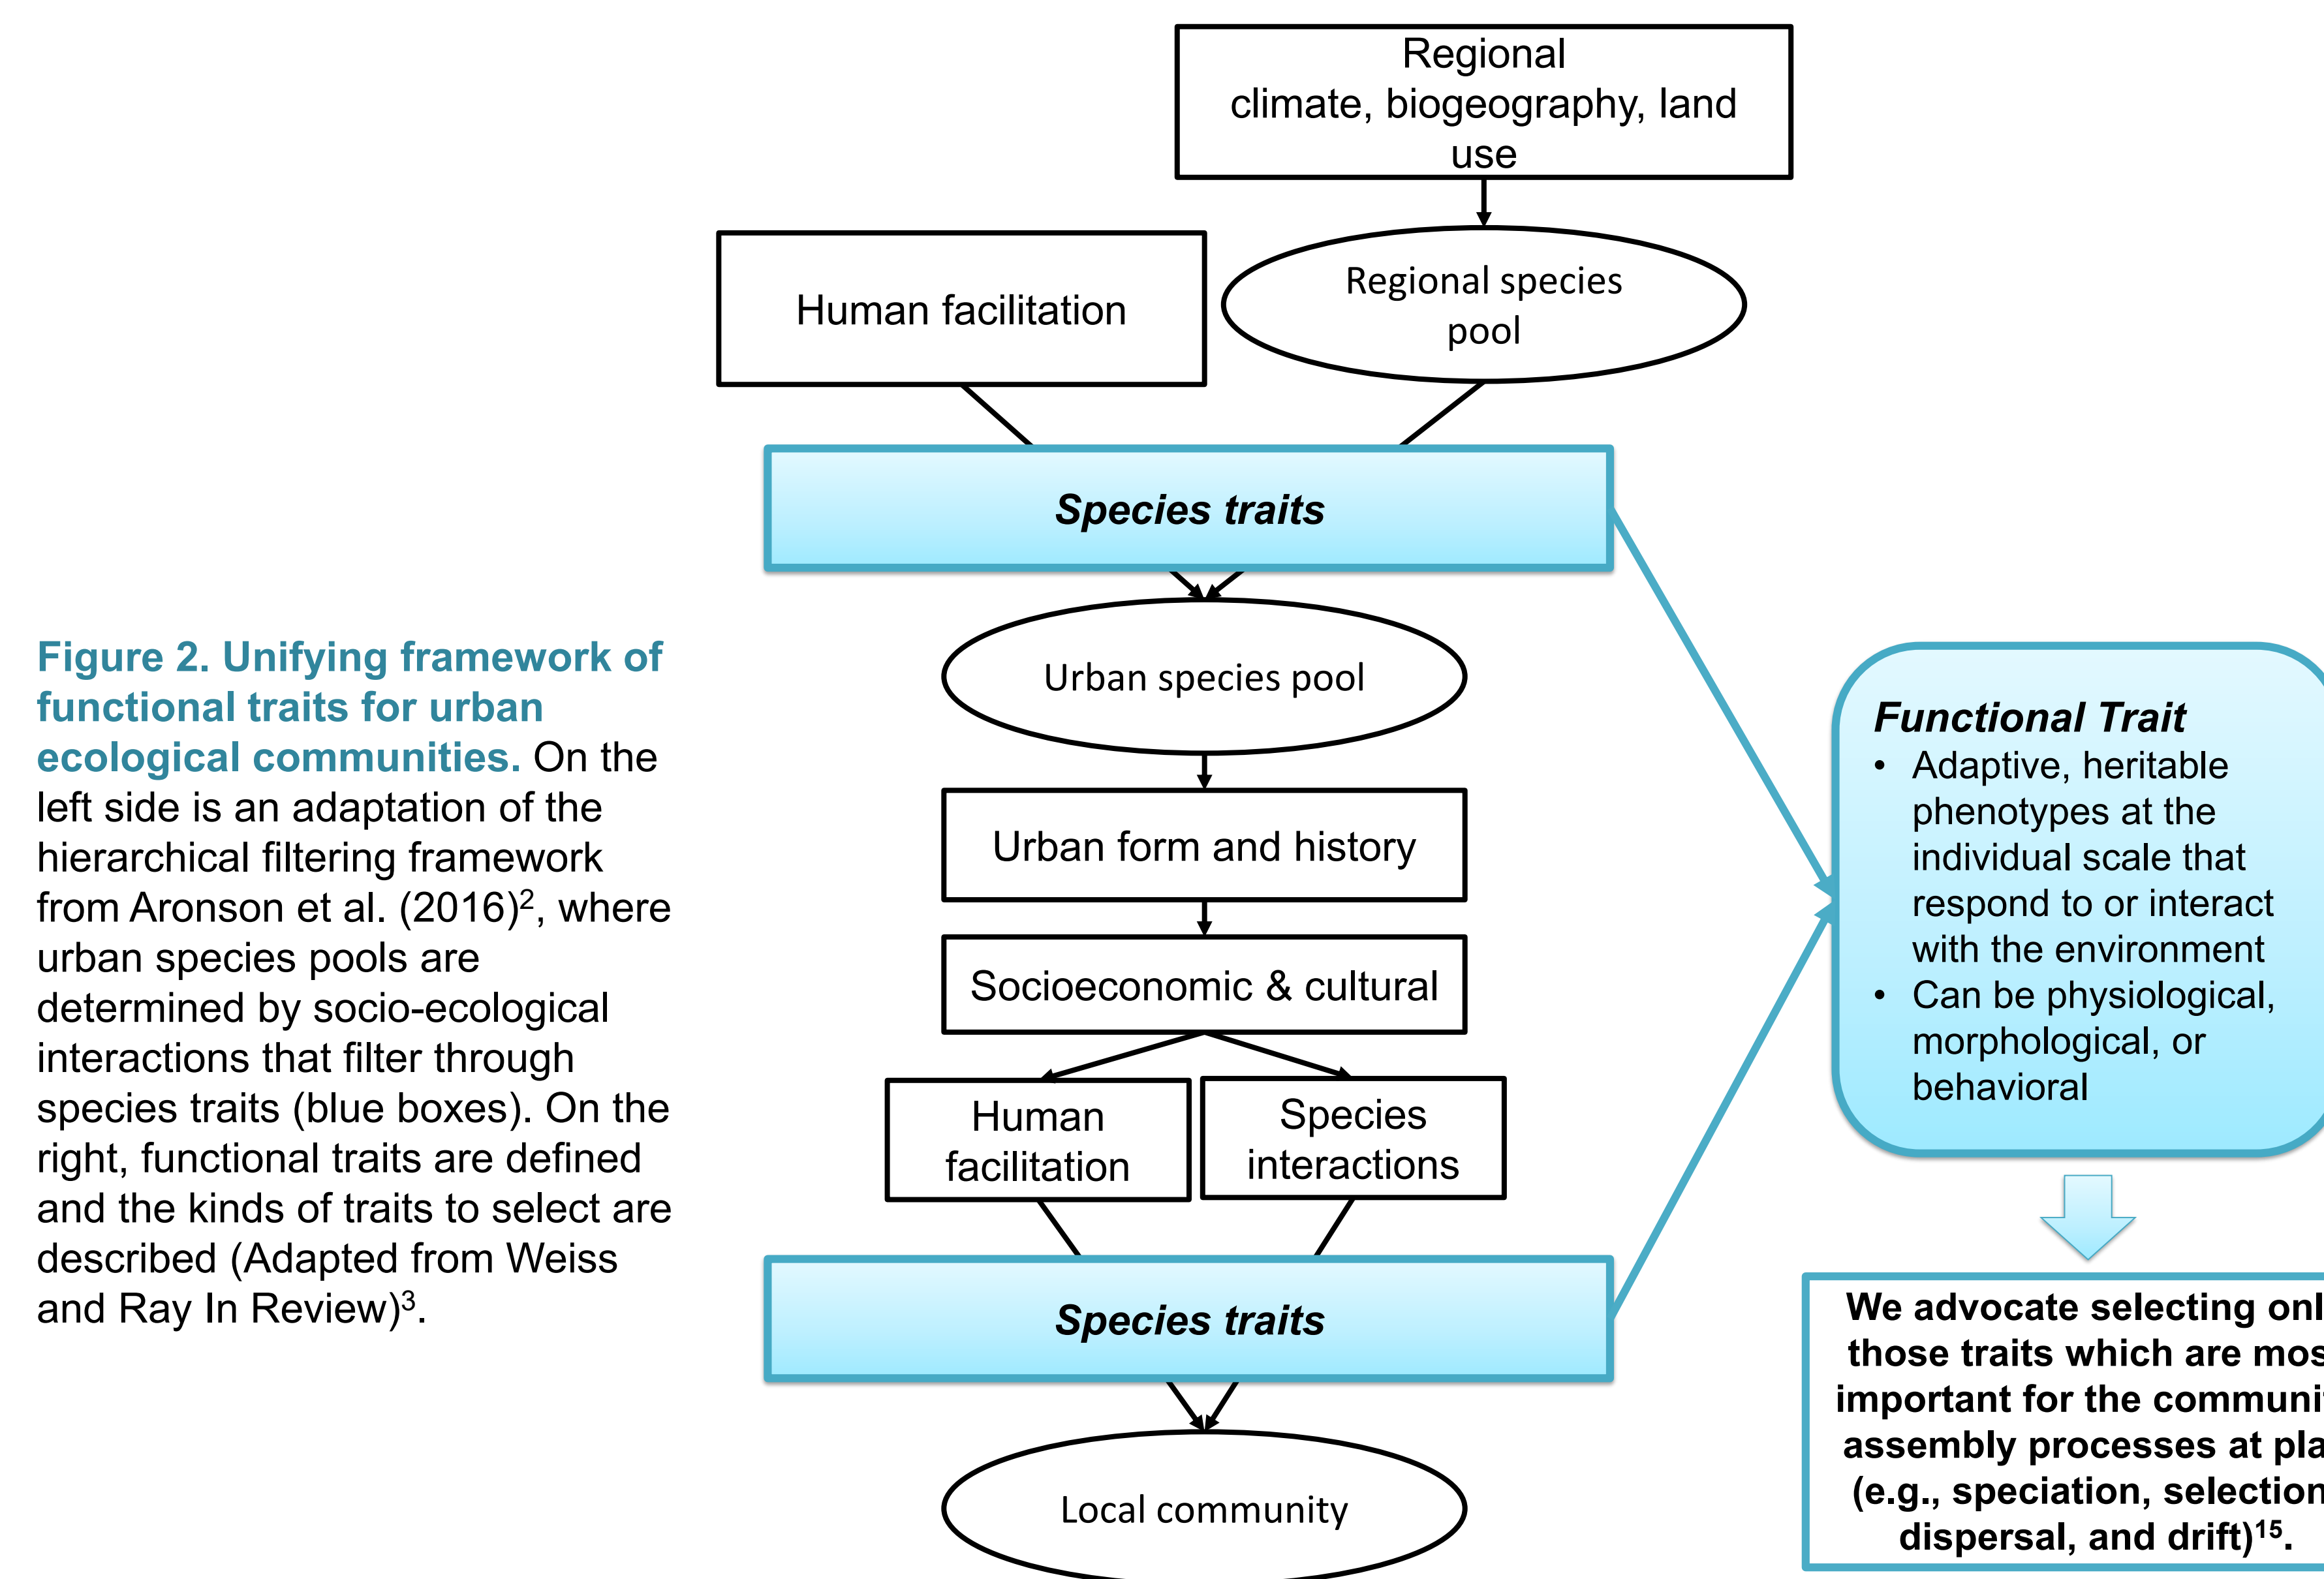 Regional
climate, biogeography, land
use
Human facilitation
Regional species
pool
Species traits
Urban species pool
Urban form and history
Socioeconomic & cultural
Human
facilitation
Species
interactions
Species traits
Local community
Figure 2. Unifying framework of
functional traits for urban
ecological communities. On the
left side is an adaptation of the
hierarchical filtering framework
from Aronson et al. (2016)², where
urban species pools are
determined by socio-ecological
interactions that filter through
species traits (blue boxes). On the
right, functional traits are defined
and the kinds of traits to select are
described (Adapted from Weiss
and Ray In Review)³.
Functional Trait
• Adaptive, heritable
phenotypes at the
individual scale that
respond to or interact
with the environment
• Can be physiological,
morphological, or
behavioral
We advocate selecting
those traits which are
important for the
assembly processes at
(e.g., speciation, selection
dispersal, and drift)¹⁵.